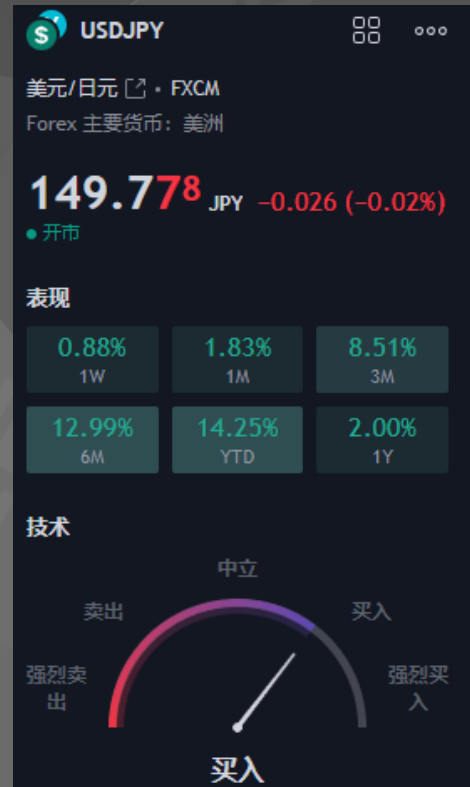 USDJPY
美元/日元 • FXCM
Forex 主要货币：美洲
149.778 JPY −0.026 (−0.02%)
开市
表现
0.88% 1.83% 8.51%
1W 1M 3M
12.99% 14.25% 2.00%
6M YTD 1Y
技术
中立
卖出 买入
强烈卖出 强烈买入
买入